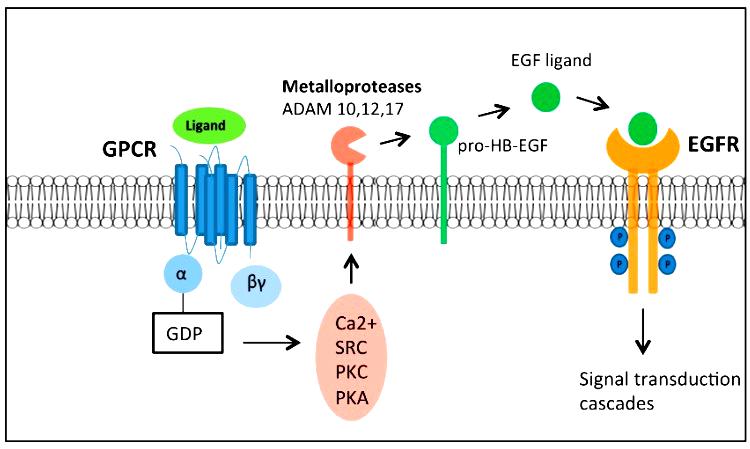 EGF ligand
Metalloproteases
ADAM 10,12,17
Ligand
GPCR
pro-HB-EGF
EGFR
P
P
P
P
α
βγ
GDP
Ca2+
SRC
PKC
PKA
Signal transduction
cascades